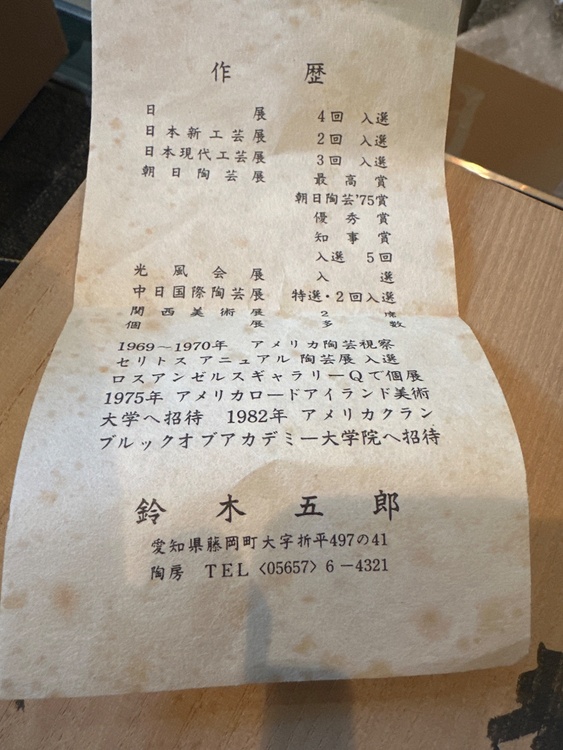 作歴
日展 4回 入選
日本新工芸展 2回 入選
日本現代工芸展 3回 入選
朝日陶芸展 最高賞
朝日陶芸'75賞
優秀賞
知事賞
入選 5回
光風会展 入選
中日国際陶芸展 特選・2回入選
関西美術展 2席
個展 多数
1969〜1970年 アメリカ陶芸視察
セリトス アニュアル 陶芸展 入選
ロスアンゼルスギャラリーQで個展
1975年 アメリカロードアイランド美術
大学へ招待 1982年 アメリカクラン
ブルックオブアカデミー大学院へ招待
鈴木五郎
愛知県藤岡町大字折平497の41
陶房 TEL〈05657〉6-4321